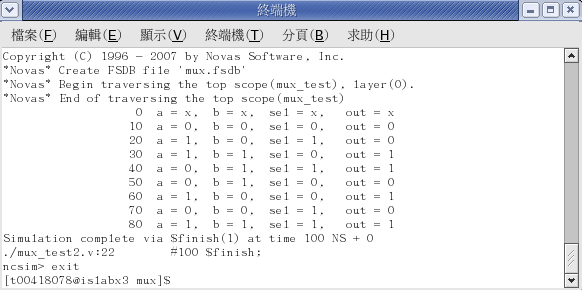 終端機
檔案(F) 編輯(E) 顯示(V) 終端機(T) 分頁(B) 求助(H)
Copyright (C) 1996 - 2007 by Novas Software, Inc.
*Novas* Create FSDB file 'mux.fsdb'
*Novas* Begin traversing the top scope(mux_test), layer(0).
*Novas* End of traversing the top scope(mux_test)
0 a = x, b = x, sel = x, out = x
10 a = 0, b = 0, sel = 0, out = 0
20 a = 1, b = 0, sel = 1, out = 0
30 a = 1, b = 0, sel = 0, out = 1
40 a = 0, b = 1, sel = 1, out = 1
50 a = 0, b = 1, sel = 0, out = 0
60 a = 1, b = 0, sel = 0, out = 1
70 a = 0, b = 0, sel = 1, out = 0
80 a = 1, b = 1, sel = 1, out = 1
Simulation complete via $finish(1) at time 100 NS + 0
./mux_test2.v:22 #100 $finish;
ncsim> exit
[t00418078@islabx3 mux]$